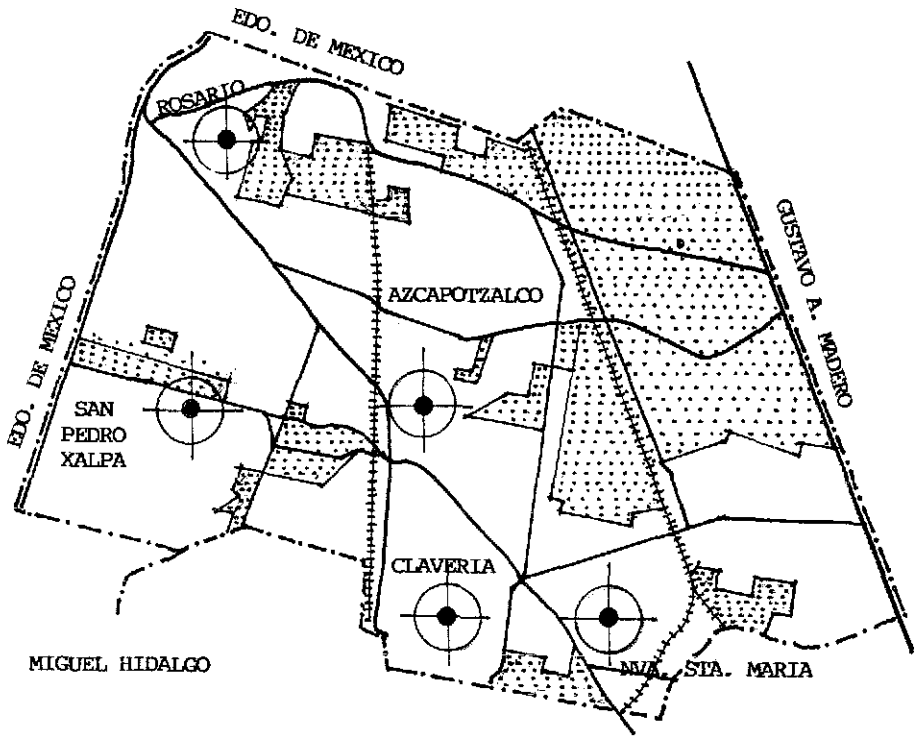 EDO. DE MEXICO
ROSARIO
GUSTAVO A. MADERO
AZCAPOTZALCO
EDO. DE MEXICO
SAN
PEDRO
XALPA
CLAVERIA
MIGUEL HIDALGO
NVA. STA. MARIA